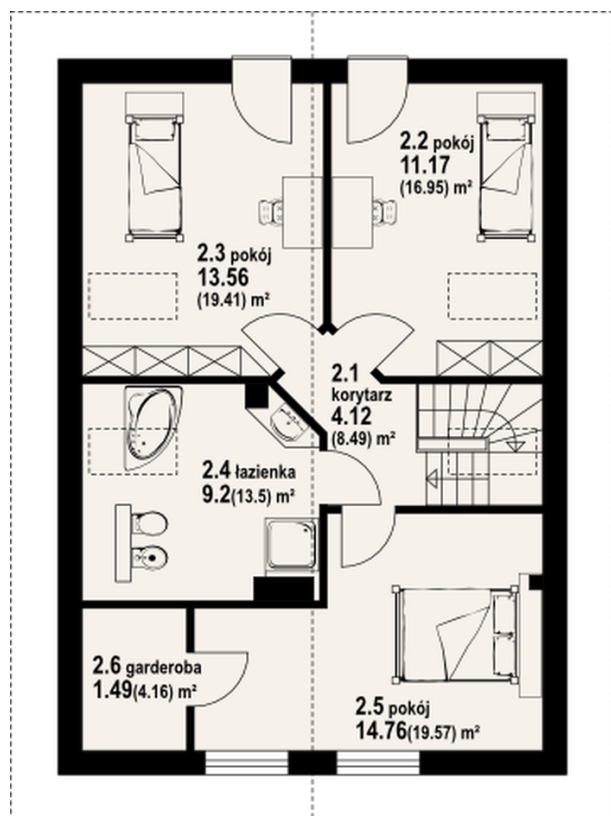 2.2 pokój
11.17
(16.95) m²
2.3 pokój
13.56
(19.41) m²
2.1
korytarz
4.12
(8.49) m²
2.4 łazienka
9.2(13.5) m²
2.6 garderoba
1.49(4.16) m²
2.5 pokój
14.76(19.57) m²